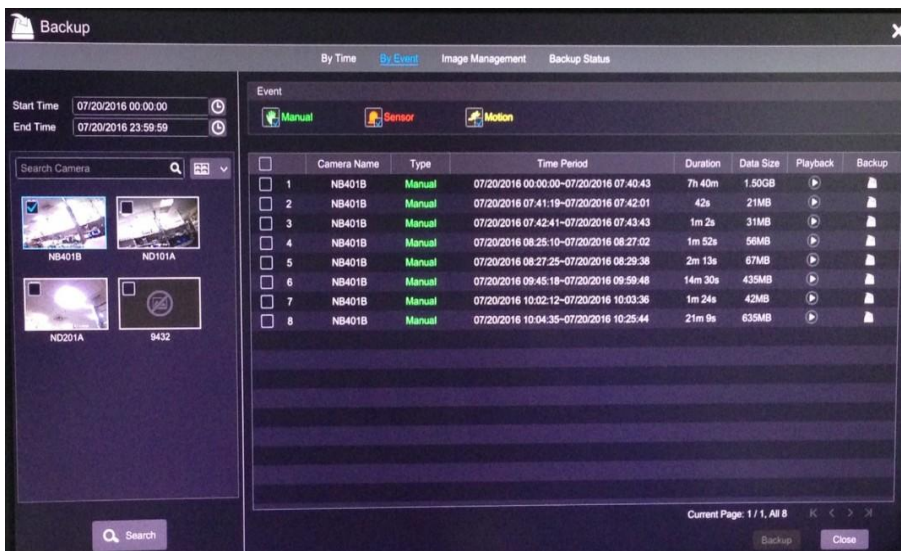 Backup
By Time By Event Image Management Backup Status
Start Time 07/20/2016 00:00:00
End Time 07/20/2016 23:59:59
Search Camera
NB401B ND101A
ND201A 9432
Search
Event
Manual Sensor Motion
Camera Name Type Time Period Duration Data Size Playback Backup
1 NB401B Manual 07/20/2016 00:00:00~07/20/2016 07:40:43 7h 40m 1.50GB
2 NB401B Manual 07/20/2016 07:41:19~07/20/2016 07:42:01 42s 21MB
3 NB401B Manual 07/20/2016 07:42:41~07/20/2016 07:43:43 1m 2s 31MB
4 NB401B Manual 07/20/2016 08:25:10~07/20/2016 08:27:02 1m 52s 56MB
5 NB401B Manual 07/20/2016 08:27:25~07/20/2016 08:29:38 2m 13s 67MB
6 NB401B Manual 07/20/2016 09:45:18~07/20/2016 09:59:48 14m 30s 435MB
7 NB401B Manual 07/20/2016 10:02:12~07/20/2016 10:03:36 1m 24s 42MB
8 NB401B Manual 07/20/2016 10:04:35~07/20/2016 10:25:44 21m 9s 635MB
Current Page: 1 / 1, All 8
Backup Close